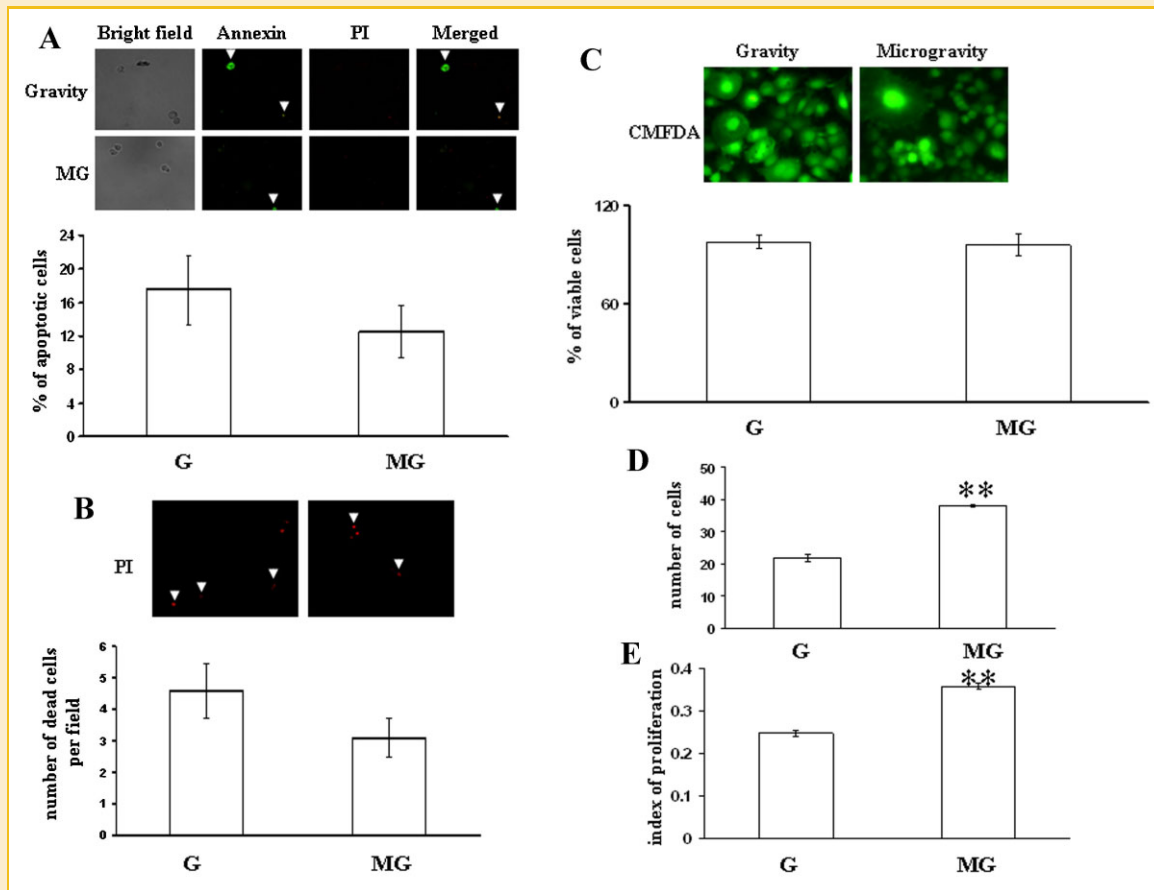 A
Bright field Annexin PI Merged
Gravity
MG
24
20
16
12
8
4
0
% of apoptotic cells
G MG
B
PI
6
5
4
3
2
1
0
number of dead cells
per field
G MG
C
Gravity Microgravity
CMFDA
120
60
0
% of viable cells
G MG
D
50
40
30
20
10
0
number of cells
**
G MG
E
0.4
0.3
0.2
0.1
0
index of proliferation
**
G MG